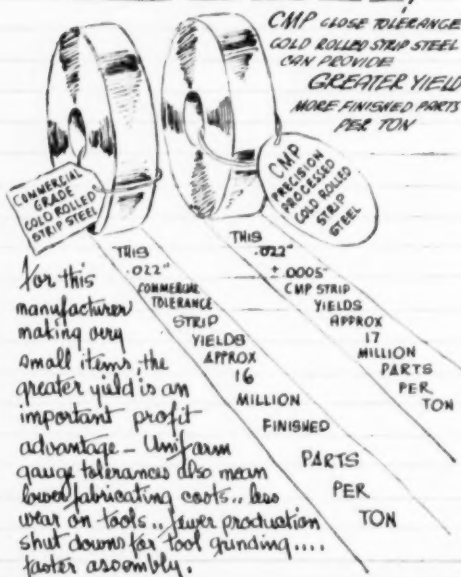 CMP CLOSE TOLERANCE
COLD ROLLED STRIP STEEL
CAN PROVIDE
GREATER YIELD
MORE FINISHED PARTS
PER TON
COMMERCIAL
GRADE
COLD ROLLED
STRIP STEEL
CMP
PRECISION
PROCESSED
COLD ROLLED
STRIP
STEEL
THIS
.022"
COMMERCIAL
TOLERANCE
STRIP
YIELDS
APPROX
16
MILLION
FINISHED
PARTS
PER
TON
THIS
.022"
± .0005"
CMP STRIP
YIELDS
APPROX
17
MILLION
PARTS
PER
TON
For this
manufacturer
making very
small items, the
greater yield is an
important profit
advantage - Uniform
gauge tolerances also mean
lower fabricating costs.. less
wear on tools.. fewer production
shut downs for tool grinding....
faster assembly.